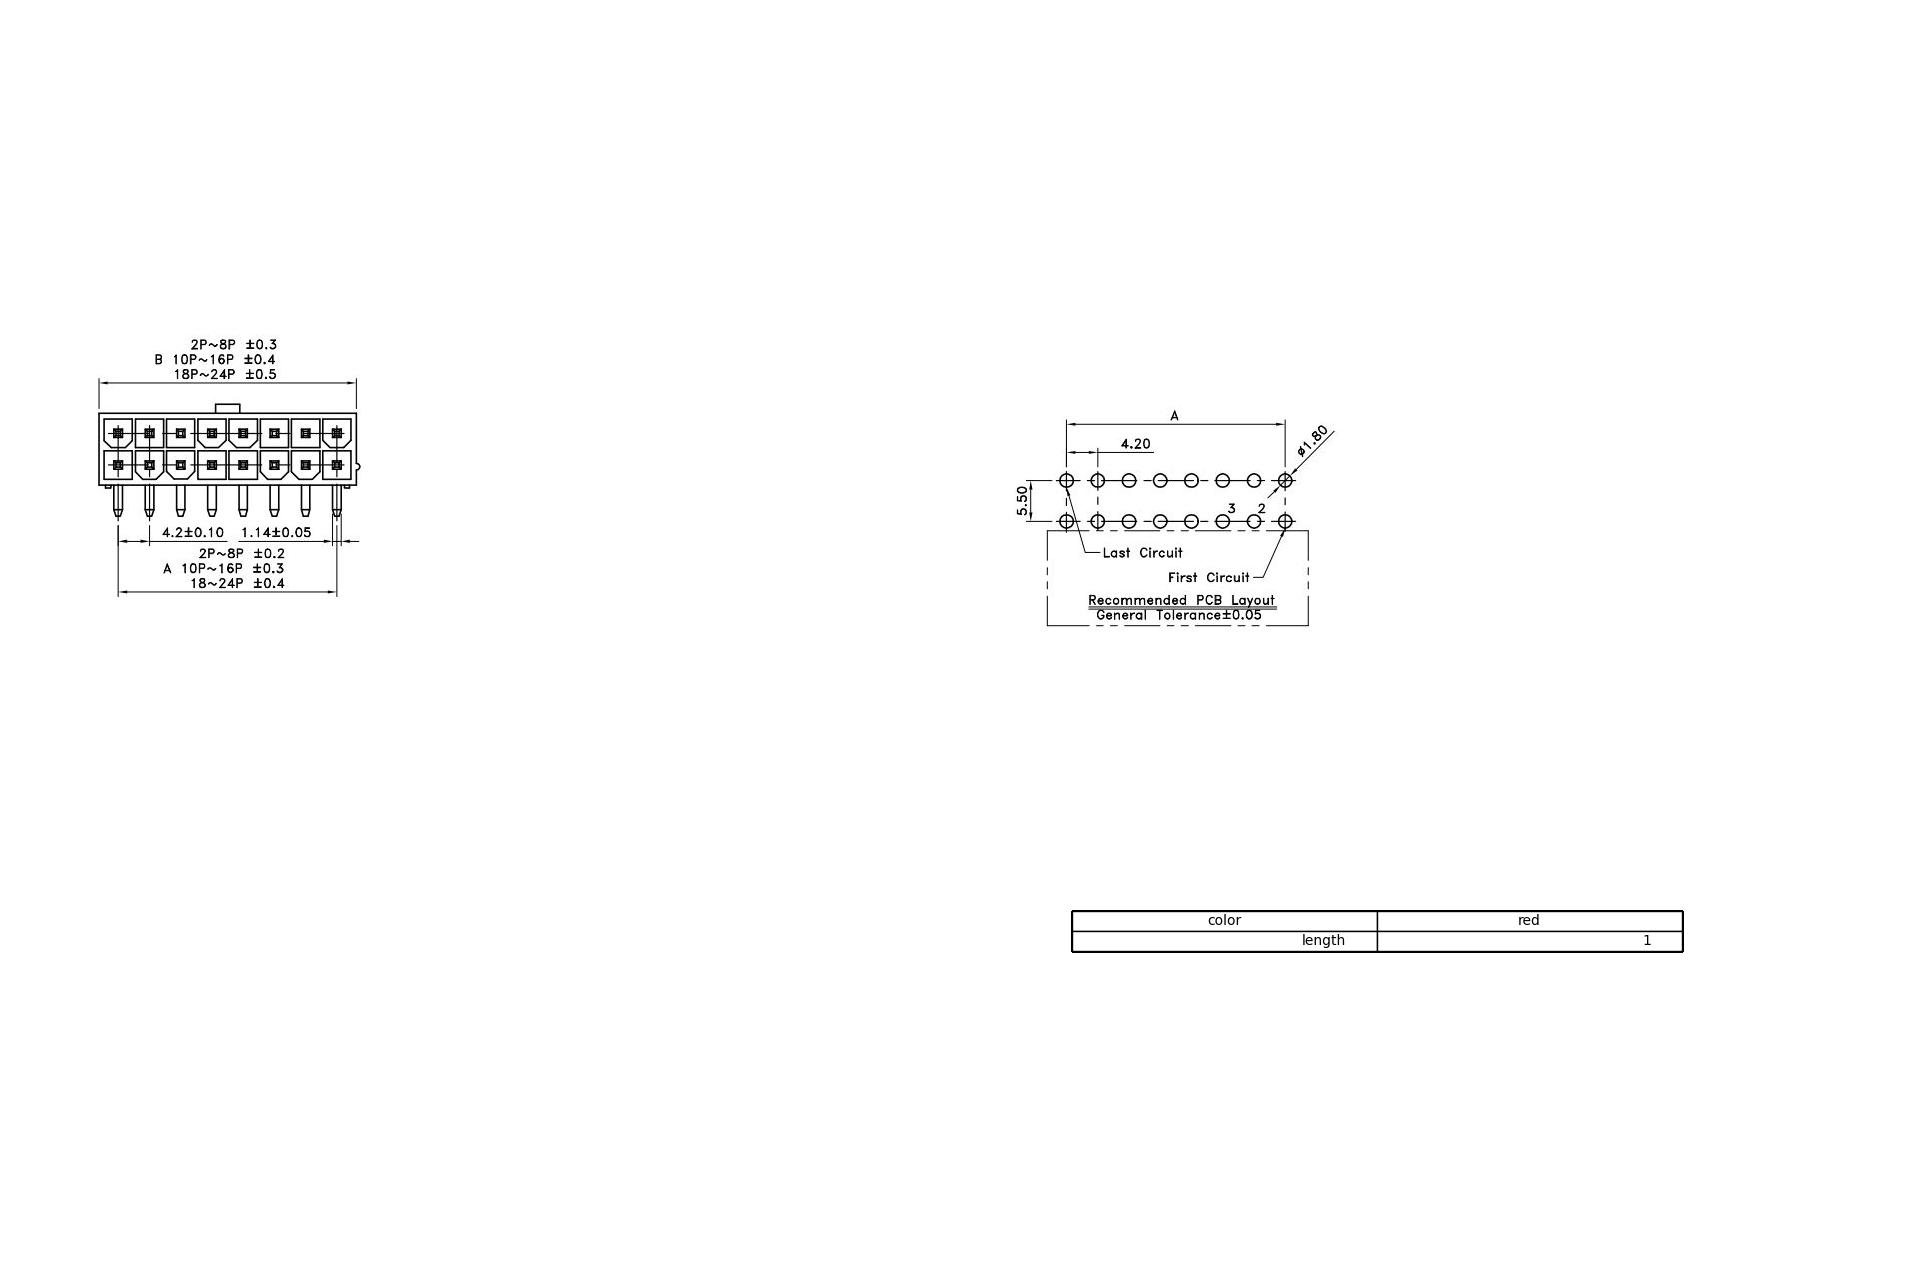 2P~8P ±0.3
B 10P~16P ±0.4
18P~24P ±0.5
4.2±0.10 1.14±0.05
2P~8P ±0.2
A 10P~16P ±0.3
18~24P ±0.4
A
4.20
ø1.80
5.50
3 2
Last Circuit
First Circuit
Recommended PCB Layout
General Tolerance±0.05
color red
length 1